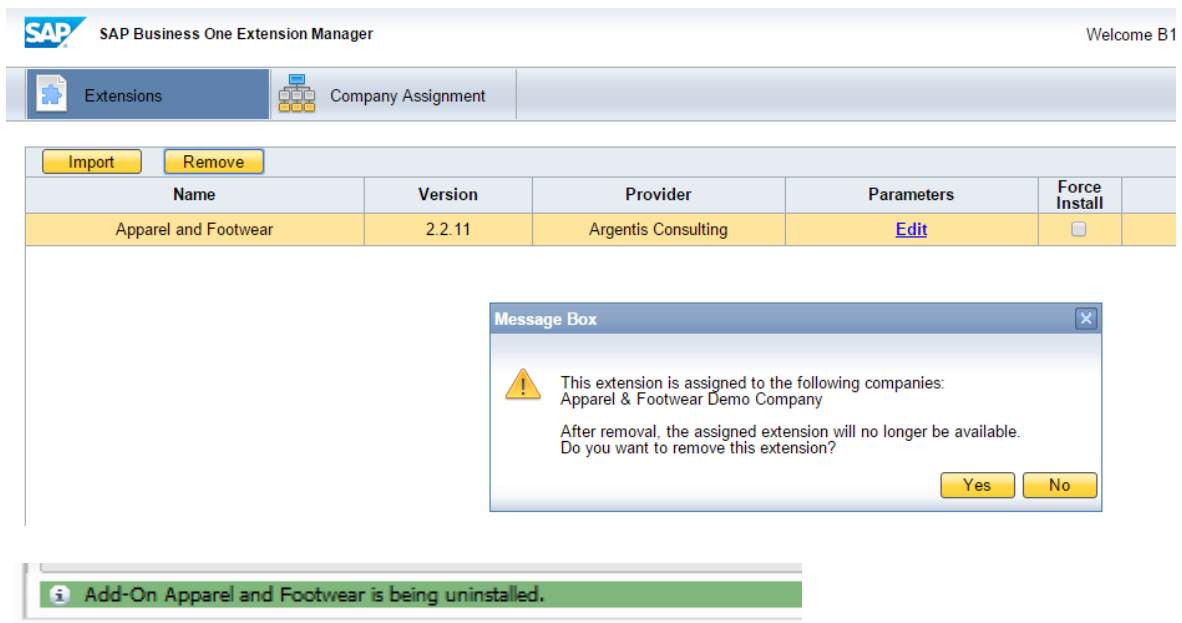 SAP SAP Business One Extension Manager Welcome B1
Extensions Company Assignment
Import Remove
Name Version Provider Parameters Force Install
Apparel and Footwear 2.2.11 Argentis Consulting Edit
Message Box
This extension is assigned to the following companies:
Apparel & Footwear Demo Company
After removal, the assigned extension will no longer be available.
Do you want to remove this extension?
Yes No
Add-On Apparel and Footwear is being uninstalled.